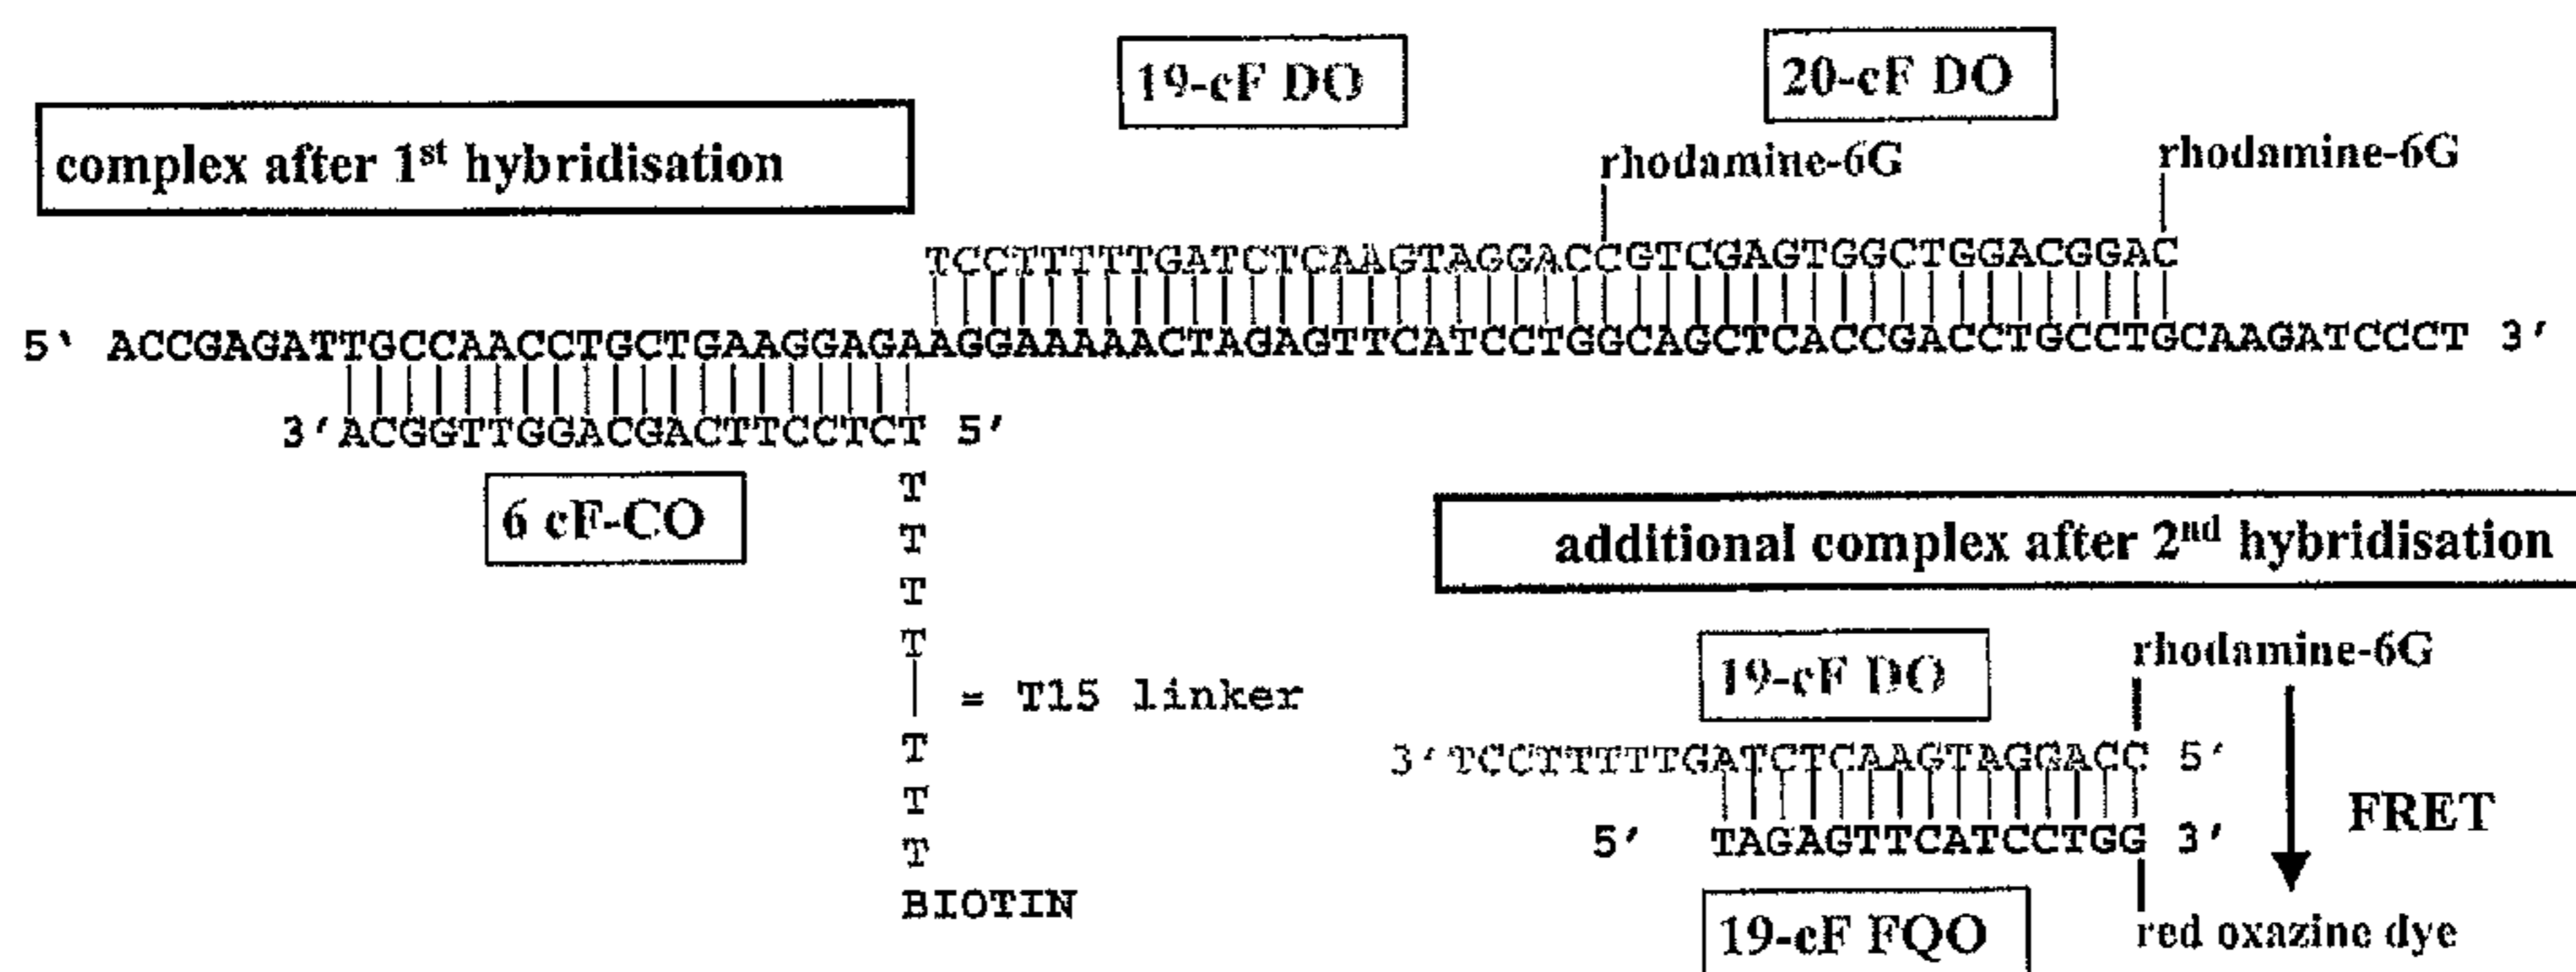 19-cF DO
20-cF DO
complex after 1st hybridisation
rhodamine-6G
rhodamine-6G
TCCTTTTTGATCTCAAGTAGGACCGTCGAGTGGCTGGACGGAC
5‘ ACCGAGATTGCCAACCTGCTGAAGGAGAAGGAAAAACTAGAGTTCATCCTGGCAGCTCACCGACCTGCCTGCAAGATCCCT 3′
3′ACGGTTGGACGACTTCCTCT 5′
6 cF-CO
T
T
T
T
= T15 linker
T
T
T
BIOTIN
additional complex after 2nd hybridisation
19-cF DO
rhodamine-6G
3′TCCTTTTTGATCTCAAGTAGGACC 5′
FRET
5′ TAGAGTTCATCCTGG 3′
19-cF FQO
red oxazine dye